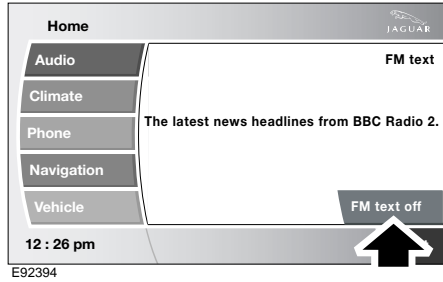 Home
JAGUAR
Audio
FM text
Climate
The latest news headlines from BBC Radio 2.
Phone
Navigation
Vehicle
FM text off
12 : 26 pm
E92394